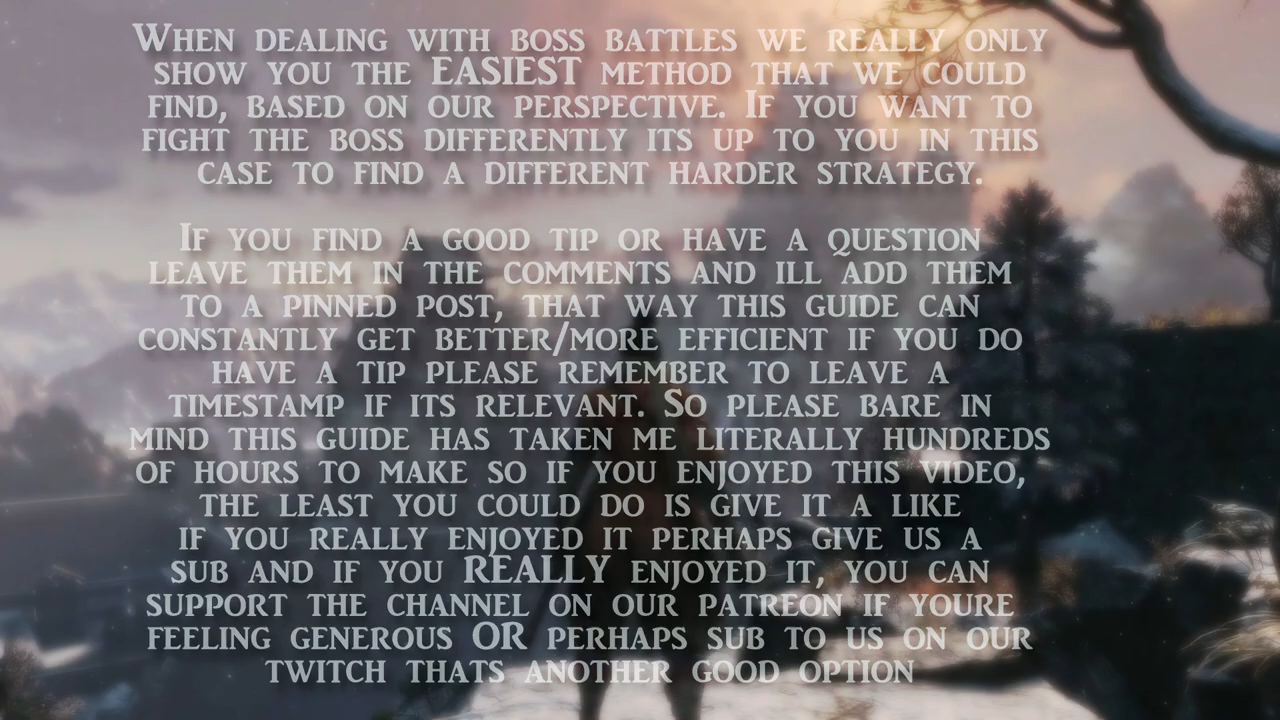 When dealing with boss battles we really only
show you the EASIEST method that we could
find, based on our perspective. If you want to
fight the boss differently its up to you in this
case to find a different harder strategy.
If you find a good tip or have a question
leave them in the comments and ill add them
to a pinned post, that way this guide can
constantly get better/more efficient if you do
have a tip please remember to leave a
timestamp if its relevant. So please bare in
mind this guide has taken me literally hundreds
of hours to make so if you enjoyed this video,
the least you could do is give it a like
if you really enjoyed it perhaps give us a
sub and if you REALLY enjoyed it, you can
support the channel on our patreon if youre
feeling generous OR perhaps sub to us on our
twitch thats another good option